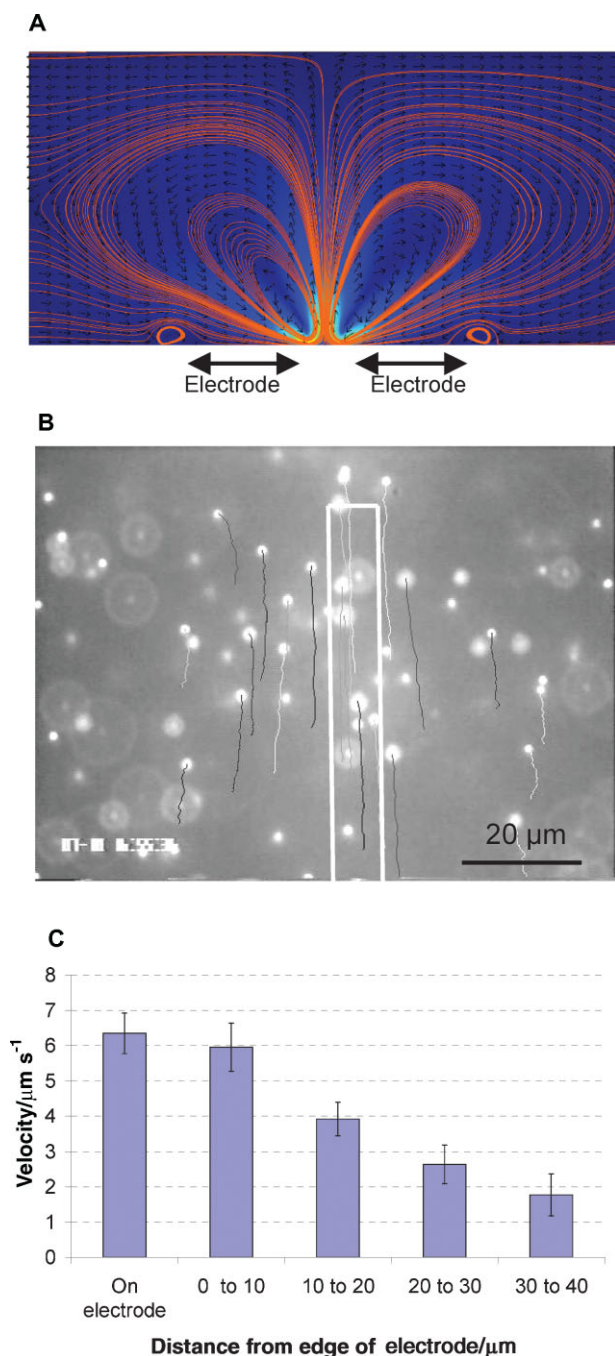 A
Electrode Electrode
B
20 μm
C
Velocity/μm s⁻¹
8
7
6
5
4
3
2
1
0
On electrode
0 to 10
10 to 20
20 to 30
30 to 40
Distance from edge of electrode/μm